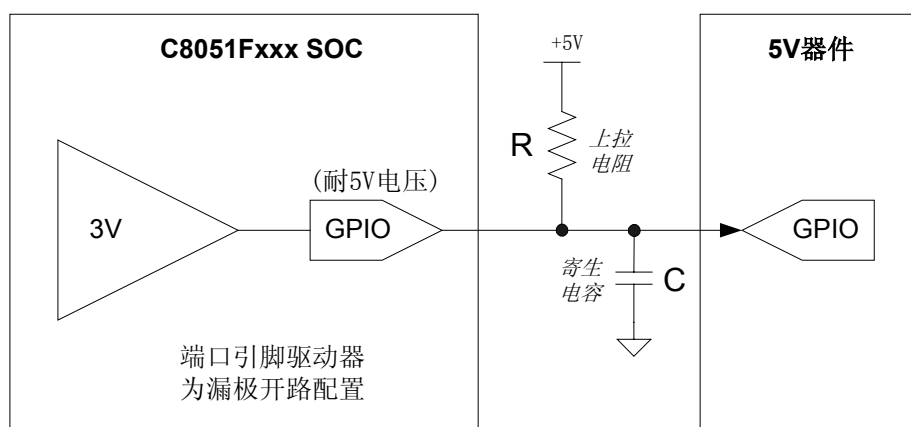 C8051Fxxx SOC
+5V
5V器件
R
上拉
电阻
(耐5V电压)
3V
GPIO
GPIO
寄生
电容
C
端口引脚驱动器
为漏极开路配置